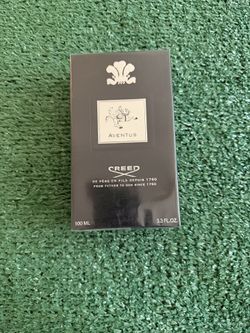 AVENTUS
CREED
DE PÈRE EN FILS DEPUIS 1760
FROM FATHER TO SON SINCE 1760
100 ML
3.3 FL.OZ.